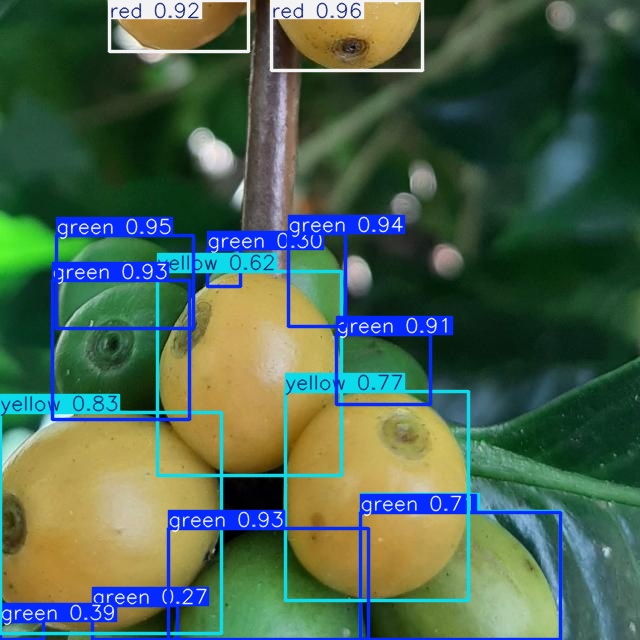 red 0.92
red 0.96
green 0.95
green 0.94
green 0.30
yellow 0.62
green 0.93
green 0.91
yellow 0.77
yellow 0.83
green 0.71
green 0.93
green 0.27
green 0.39